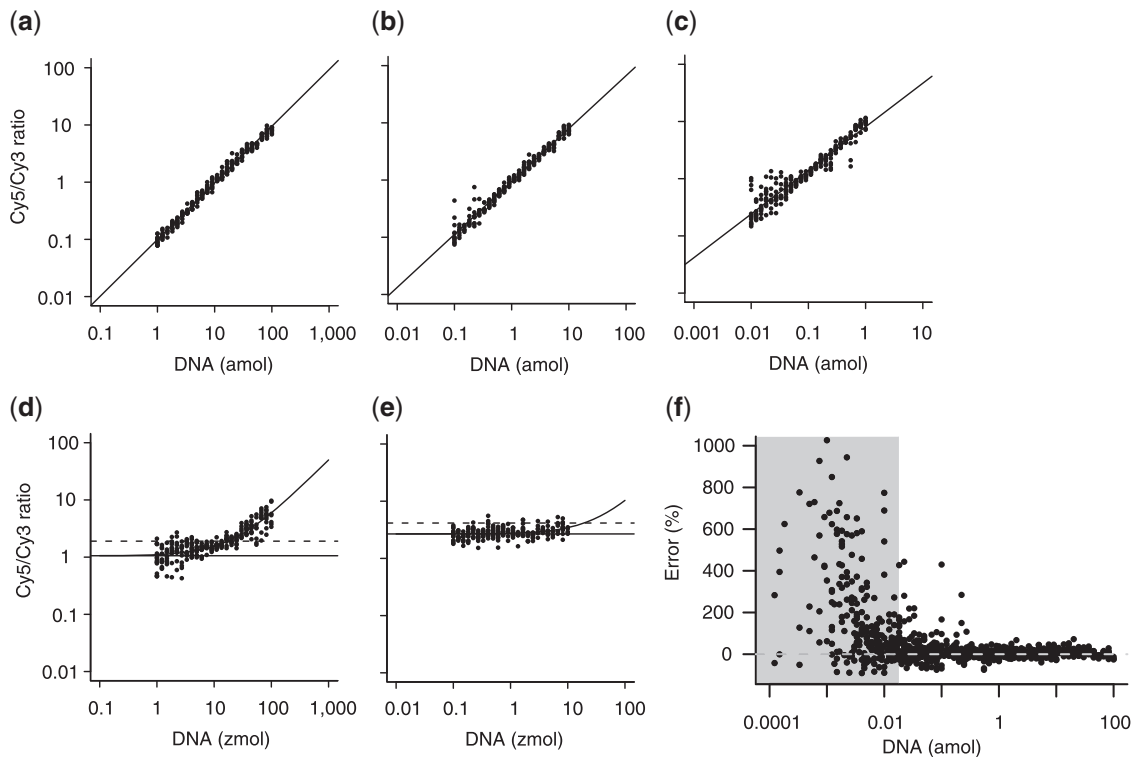 (a)
(b)
(c)
100
10
1
0.1
0.01
Cy5/Cy3 ratio
0.1 1 10 100 1,000
DNA (amol)
0.01 0.1 1 10 100
DNA (amol)
0.001 0.01 0.1 1 10
DNA (amol)
(d)
(e)
(f)
100
10
1
0.1
0.01
Cy5/Cy3 ratio
0.1 1 10 100 1,000
DNA (zmol)
0.01 0.1 1 10 100
DNA (zmol)
1000
800
600
400
200
0
Error (%)
0.0001 0.01 1 100
DNA (amol)